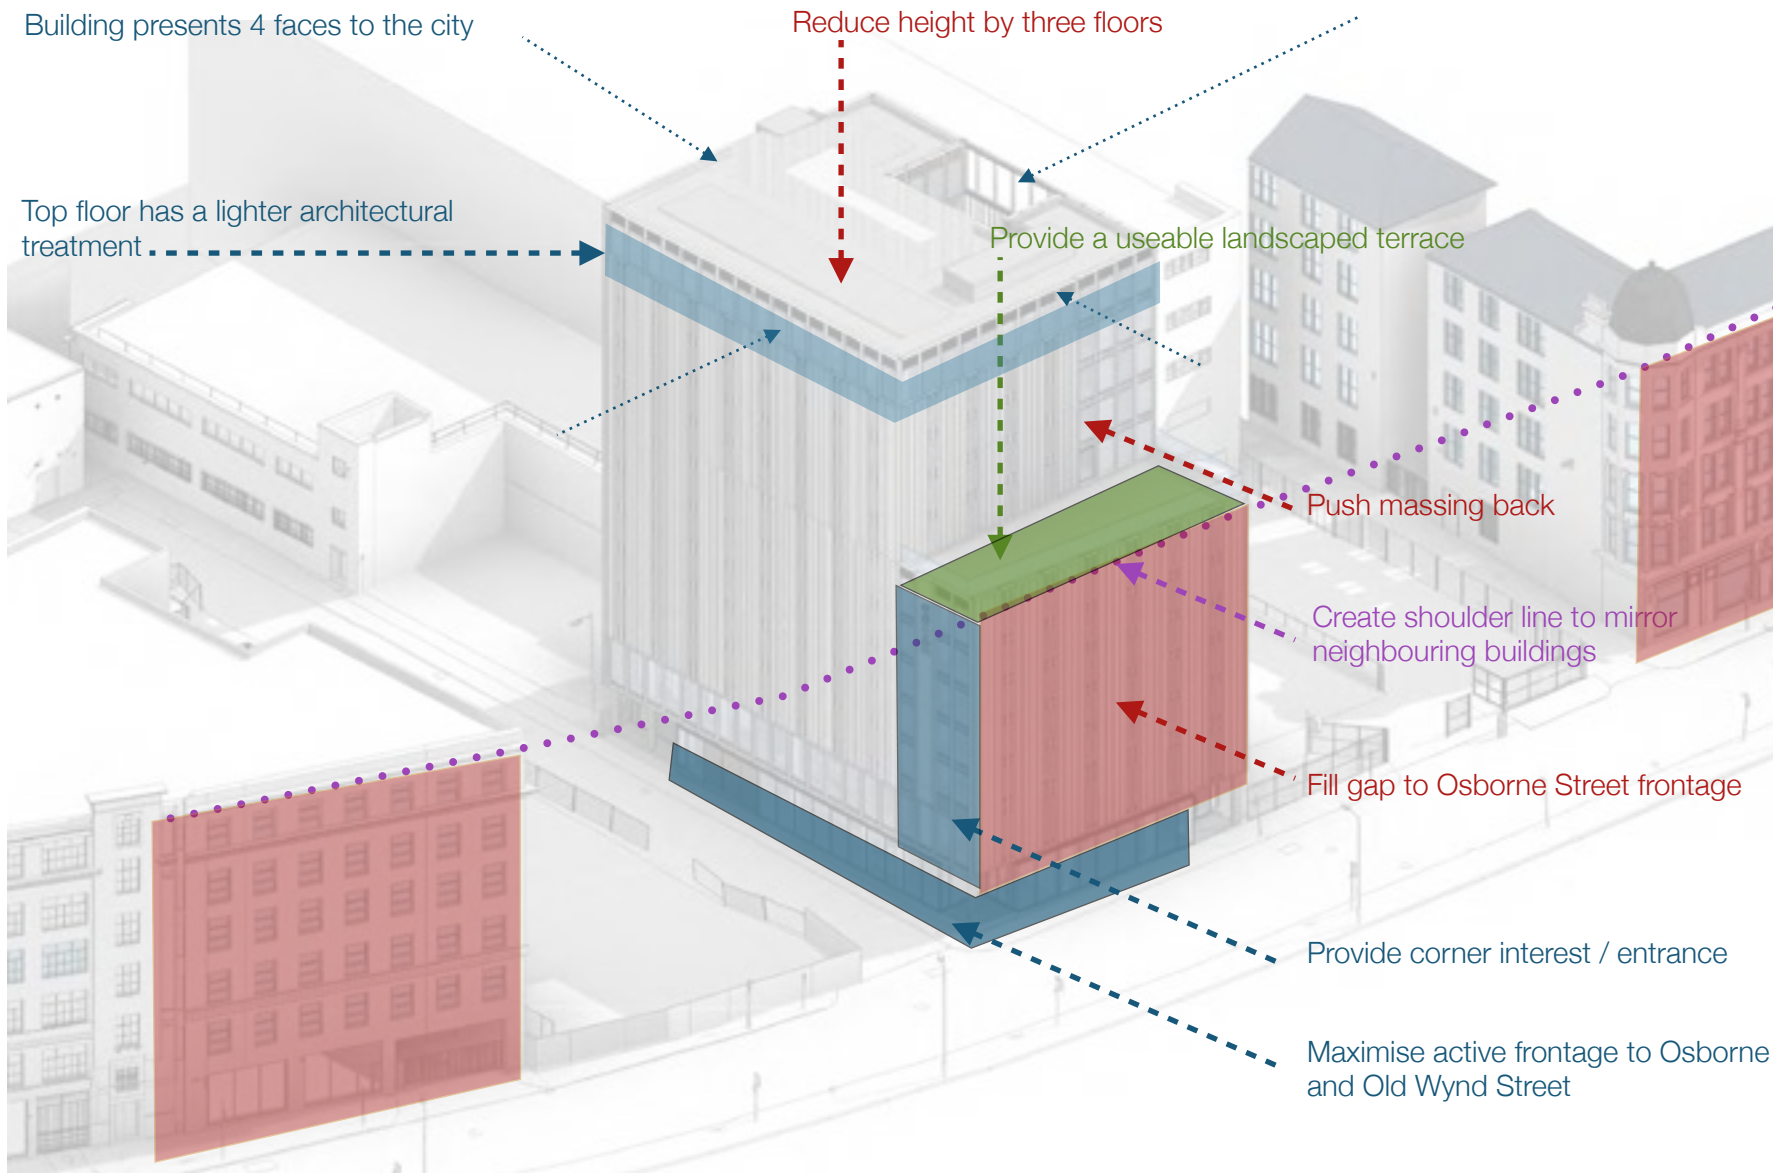 Building presents 4 faces to the city
Reduce height by three floors
Top floor has a lighter architectural
treatment
Provide a useable landscaped terrace
Push massing back
Create shoulder line to mirror
neighbouring buildings
Fill gap to Osborne Street frontage
Provide corner interest / entrance
Maximise active frontage to Osborne
and Old Wynd Street